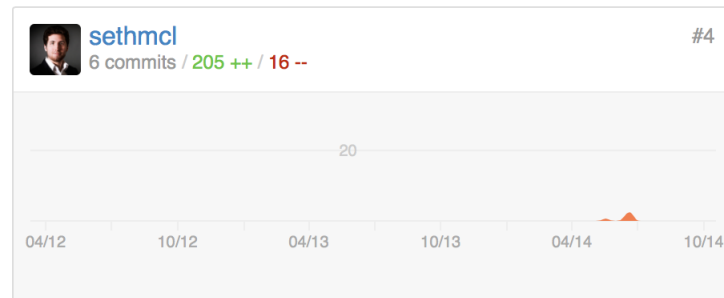 sethmcl #4
6 commits / 205 ++ / 16 --
20
04/12 10/12 04/13 10/13 04/14 10/14